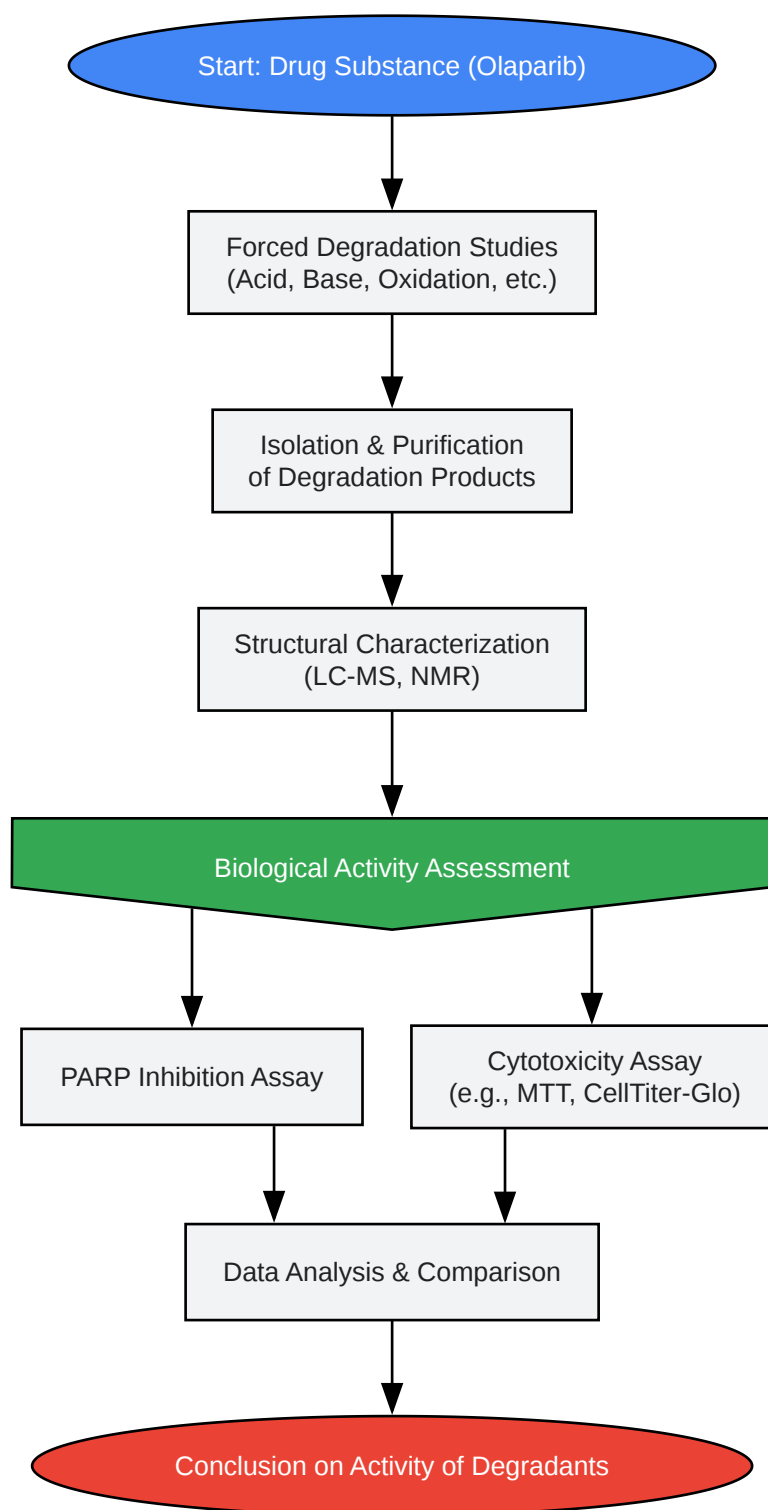 Start: Drug Substance (Olaparib)
Forced Degradation Studies
(Acid, Base, Oxidation, etc.)
Isolation & Purification
of Degradation Products
Structural Characterization
(LC-MS, NMR)
Biological Activity Assessment
PARP Inhibition Assay
Cytotoxicity Assay
(e.g., MTT, CellTiter-Glo)
Data Analysis & Comparison
Conclusion on Activity of Degradants